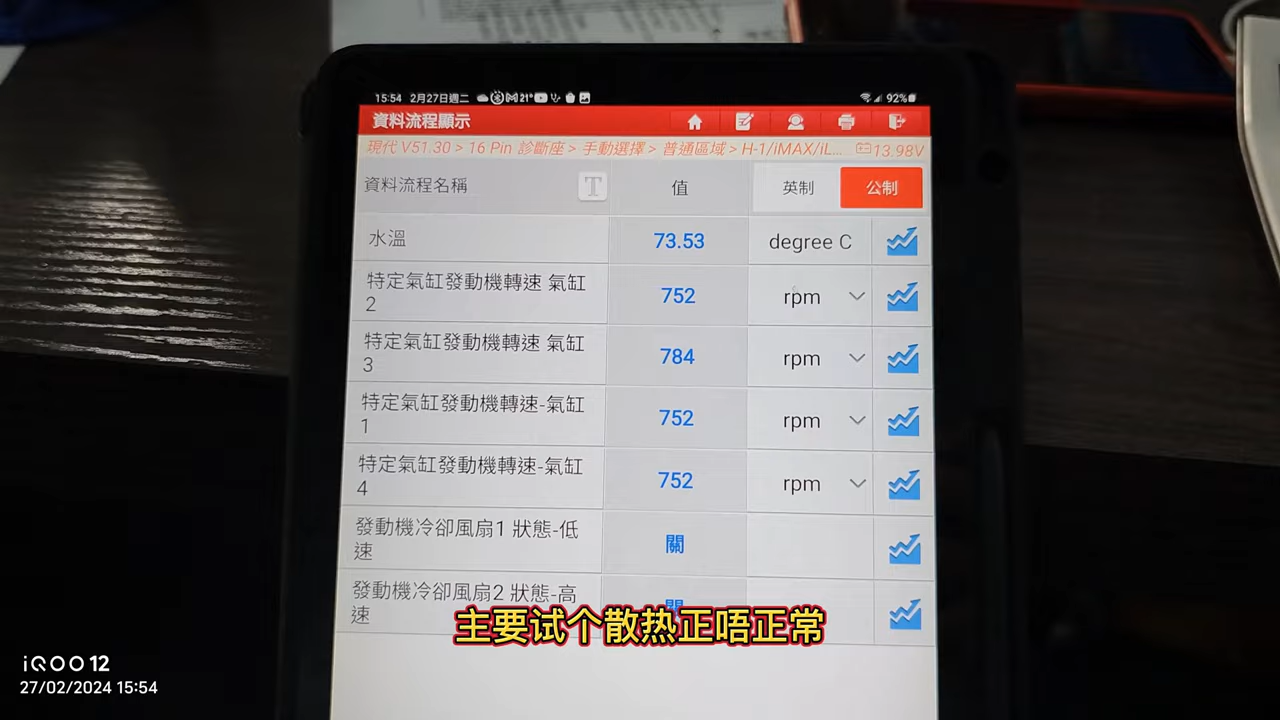 15:54 2月27日週二 21° 92%
資料流程顯示
現代 V51.30 > 16 Pin 診斷座 > 手動選擇 > 普通區域 > H-1/iMAX/iL... 13.98V
資料流程名稱 T 值 英制 公制
水溫 73.53 degree C
特定氣缸發動機轉速 氣缸
2 752 rpm
特定氣缸發動機轉速 氣缸
3 784 rpm
特定氣缸發動機轉速-氣缸
1 752 rpm
特定氣缸發動機轉速-氣缸
4 752 rpm
發動機冷卻風扇1 狀態-低
速 關
發動機冷卻風扇2 狀態-高
速 關
主要试个散热正唔正常
iQOO 12
27/02/2024 15:54